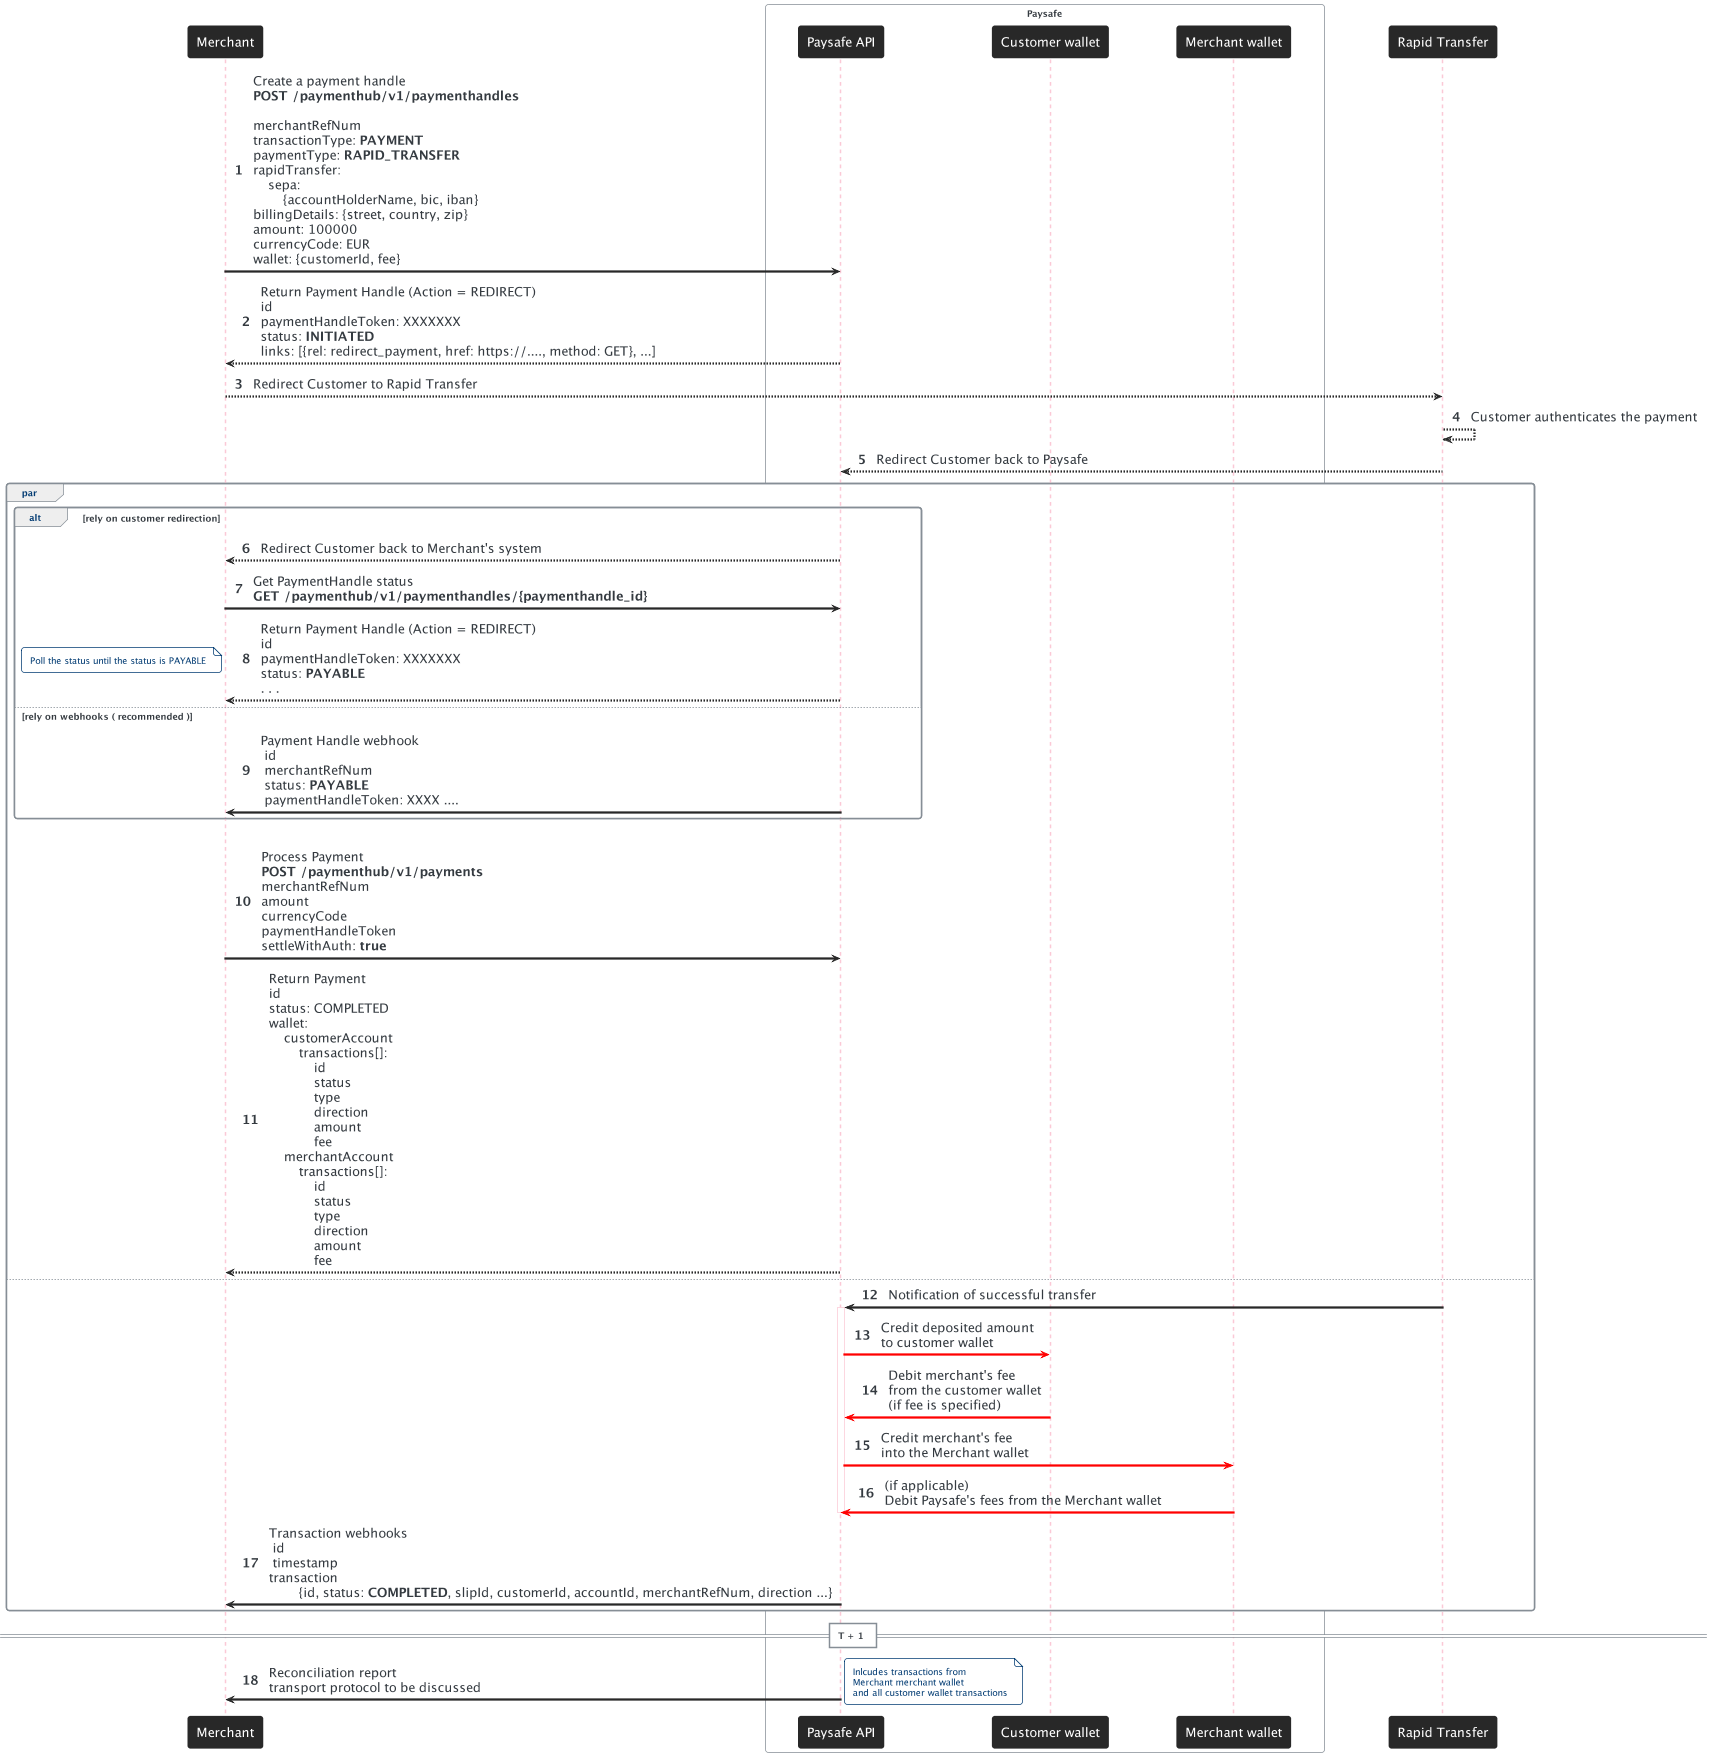 Paysafe
Merchant
Paysafe API
Customer wallet
Merchant wallet
Rapid Transfer
Create a payment handle
POST /paymenthub/v1/paymenthandles
merchantRefNum
transactionType: PAYMENT
paymentType: RAPID_TRANSFER
1 rapidTransfer:
sepa:
{accountHolderName, bic, iban}
billingDetails: {street, country, zip}
amount: 100000
currencyCode: EUR
wallet: {customerId, fee}
Return Payment Handle (Action = REDIRECT)
id
2 paymentHandleToken: XXXXXXX
status: INITIATED
links: [{rel: redirect_payment, href: https://...., method: GET}, ...]
3 Redirect Customer to Rapid Transfer
4 Customer authenticates the payment
5 Redirect Customer back to Paysafe
par
alt [rely on customer redirection]
6 Redirect Customer back to Merchant's system
7 Get PaymentHandle status
GET /paymenthub/v1/paymenthandles/{paymenthandle_id}
Return Payment Handle (Action = REDIRECT)
id
8 paymentHandleToken: XXXXXXX
status: PAYABLE
. . .
Poll the status until the status is PAYABLE
[rely on webhooks ( recommended )]
Payment Handle webhook
id
9 merchantRefNum
status: PAYABLE
paymentHandleToken: XXXX ....
Process Payment
POST /paymenthub/v1/payments
merchantRefNum
10 amount
currencyCode
paymentHandleToken
settleWithAuth: true
Return Payment
id
status: COMPLETED
wallet:
customerAccount
transactions[]:
id
status
type
direction
11 amount
fee
merchantAccount
transactions[]:
id
status
type
direction
amount
fee
12 Notification of successful transfer
13 Credit deposited amount
to customer wallet
Debit merchant's fee
14 from the customer wallet
(if fee is specified)
15 Credit merchant's fee
into the Merchant wallet
16 (if applicable)
Debit Paysafe's fees from the Merchant wallet
Transaction webhooks
id
17 timestamp
transaction
{id, status: COMPLETED, slipId, customerId, accountId, merchantRefNum, direction ...}
T + 1
18 Reconciliation report
transport protocol to be discussed
Inlcudes transactions from
Merchant merchant wallet
and all customer wallet transactions
Merchant
Paysafe API
Customer wallet
Merchant wallet
Rapid Transfer